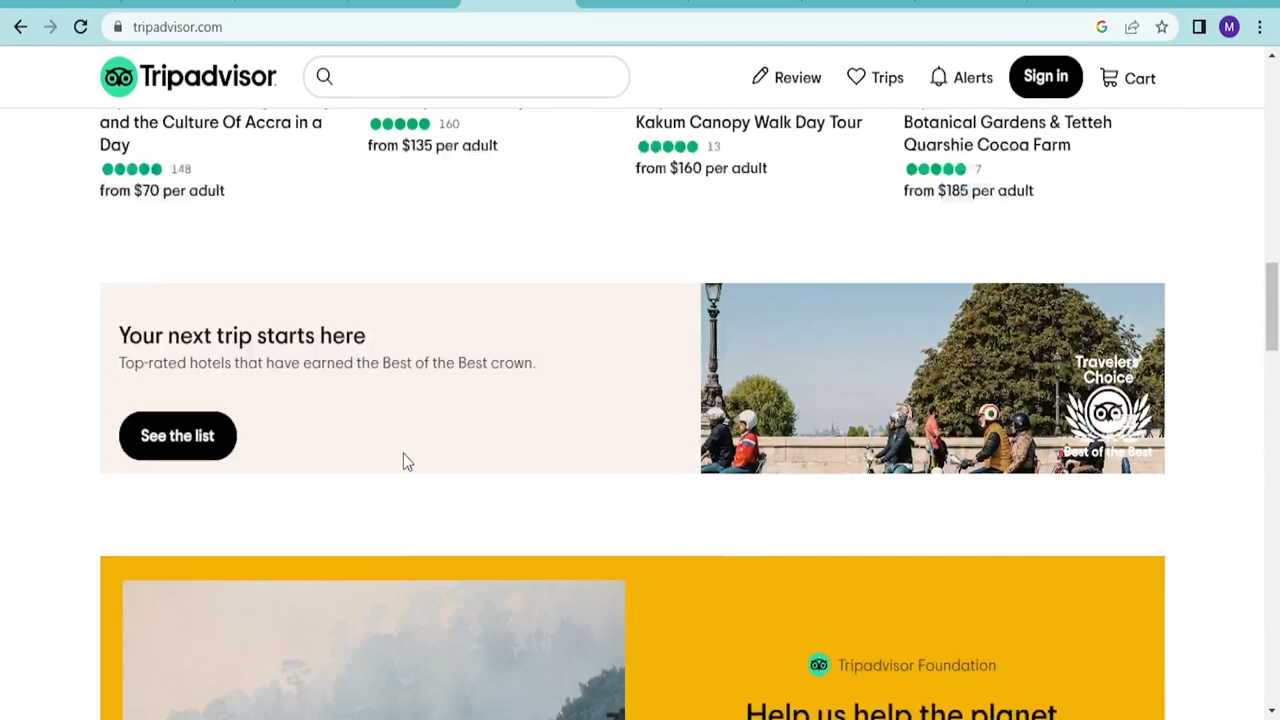 tripadvisor.com
M
Tripadvisor
Review
Trips
Alerts
Sign in
Cart
and the Culture Of Accra in a
Day
148
from $70 per adult
160
from $135 per adult
Kakum Canopy Walk Day Tour
13
from $160 per adult
Botanical Gardens & Tetteh
Quarshie Cocoa Farm
7
from $185 per adult
Your next trip starts here
Top-rated hotels that have earned the Best of the Best crown.
See the list
Travelers'
Choice
Best of the Best
Tripadvisor Foundation
Help us help the planet